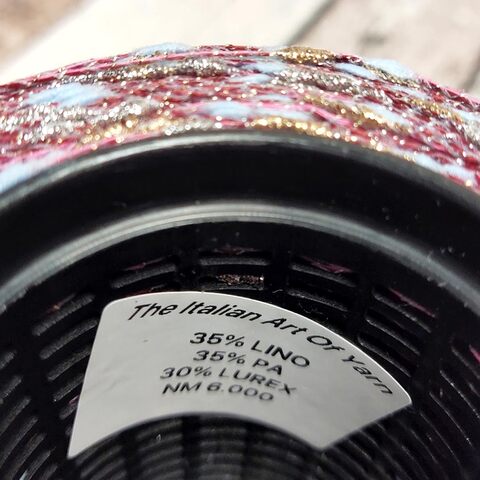 The Italian Art Of Yarn
35% LINO
35% PA
30% LUREX
NM 6.000